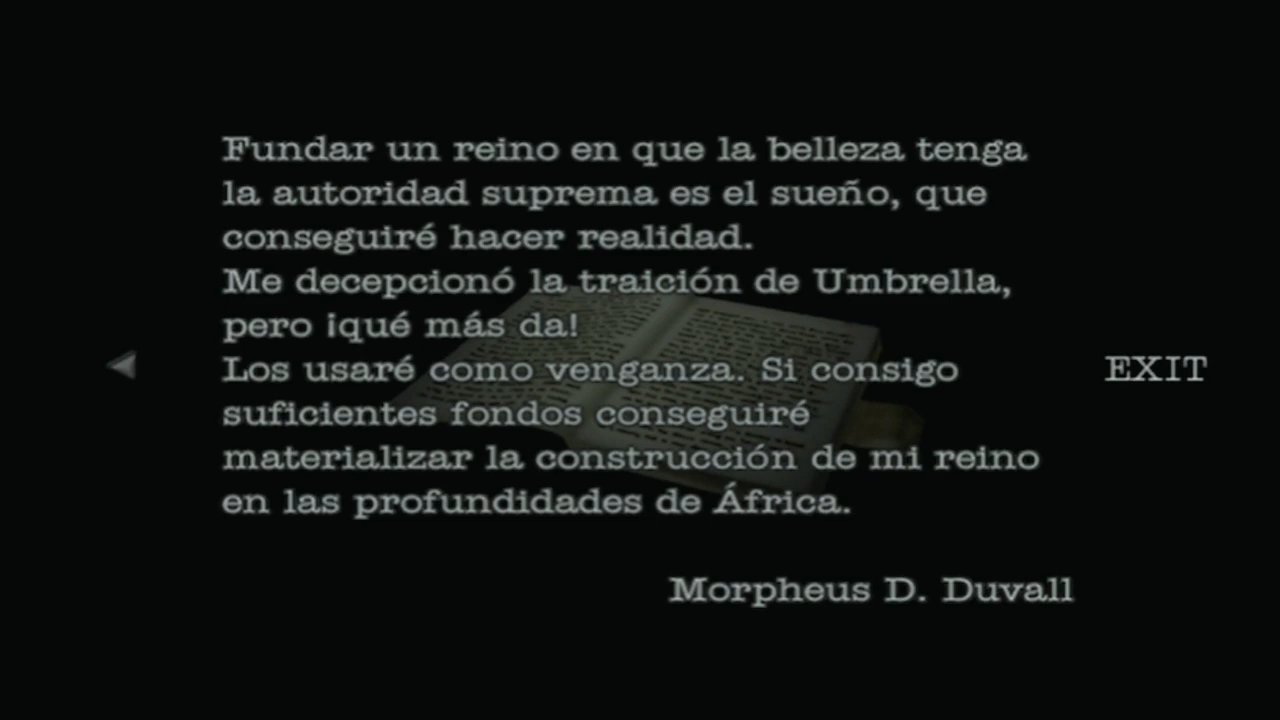 Fundar un reino en que la belleza tenga
la autoridad suprema es el sueño, que
conseguiré hacer realidad.
Me decepcionó la traición de Umbrella,
pero ¡qué más da!
Los usaré como venganza. Si consigo
suficientes fondos conseguiré
materializar la construcción de mi reino
en las profundidades de África.
Morpheus D. Duvall
EXIT